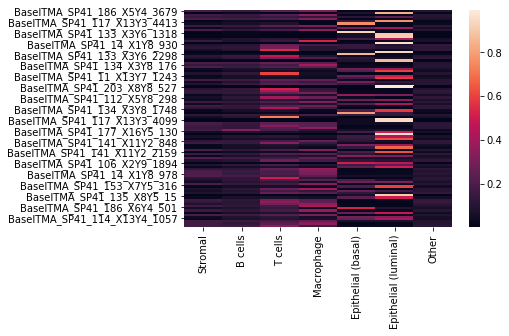 BaselTMA_SP41_186_X5Y4_3679
BaselTMA_SP41_117_X13Y3_4413
BaselTMA_SP41_133_X3Y6_1318
BaselTMA_SP41_14_X1Y8_930
BaselTMA_SP41_133_X3Y6_2298
BaselTMA_SP41_134_X3Y8_176
BaselTMA_SP41_11_X13Y7_1243
BaselTMA_SP41_203_X8Y8_527
BaselTMA_SP41_112_X5Y8_298
BaselTMA_SP41_134_X3Y8_1748
BaselTMA_SP41_117_X13Y3_4099
BaselTMA_SP41_177_X16Y5_130
BaselTMA_SP41_141_X11Y2_848
BaselTMA_SP41_141_X11Y2_2159
BaselTMA_SP41_106_X2Y9_1894
BaselTMA_SP41_14_X1Y8_978
BaselTMA_SP41_153_X7Y5_316
BaselTMA_SP41_135_X8Y5_15
BaselTMA_SP41_186_X6Y4_501
BaselTMA_SP41_114_X13Y4_1057
Stromal
B cells
T cells
Macrophage
Epithelial (basal)
Epithelial (luminal)
Other
0.8
0.6
0.4
0.2